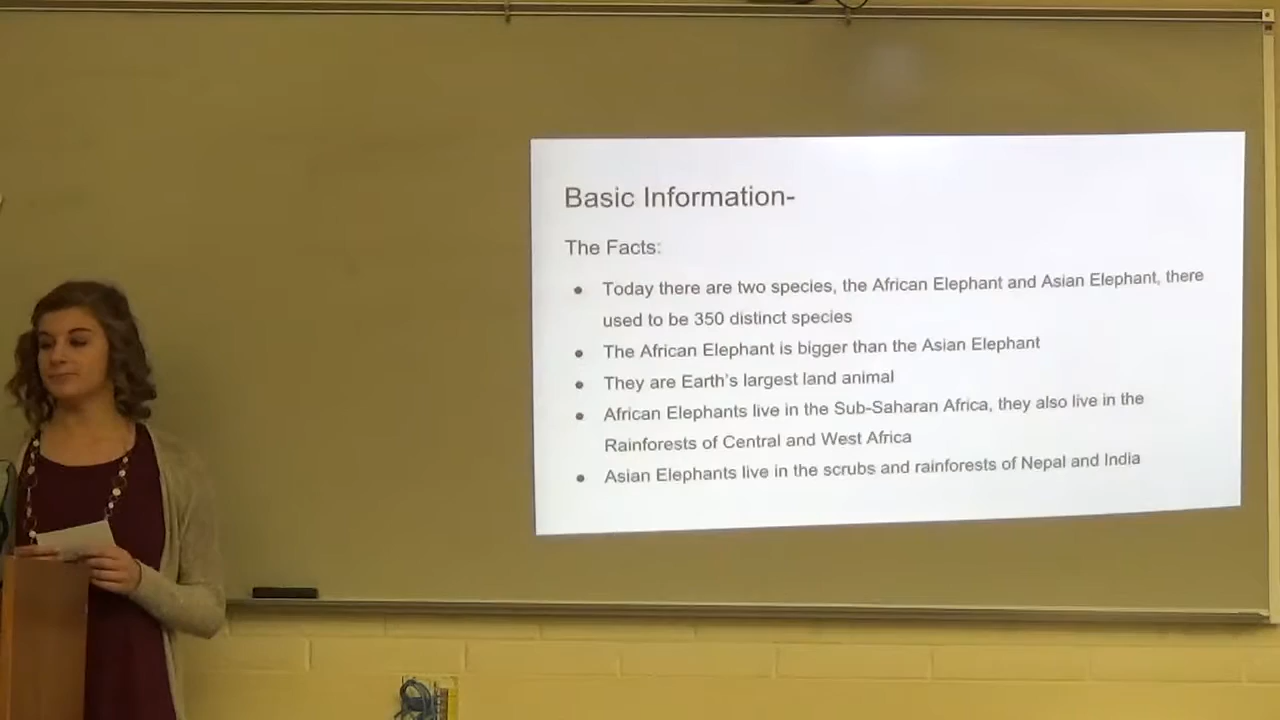 Basic Information-
The Facts:
● Today there are two species, the African Elephant and Asian Elephant, there
used to be 350 distinct species
● The African Elephant is bigger than the Asian Elephant
● They are Earth's largest land animal
● African Elephants live in the Sub-Saharan Africa, they also live in the
Rainforests of Central and West Africa
● Asian Elephants live in the scrubs and rainforests of Nepal and India